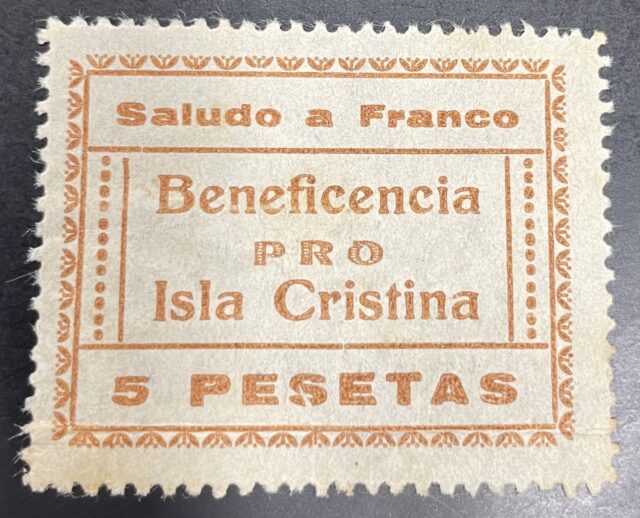 Saludo a Franco
Beneficencia
PRO
Isla Cristina
5 PESETAS